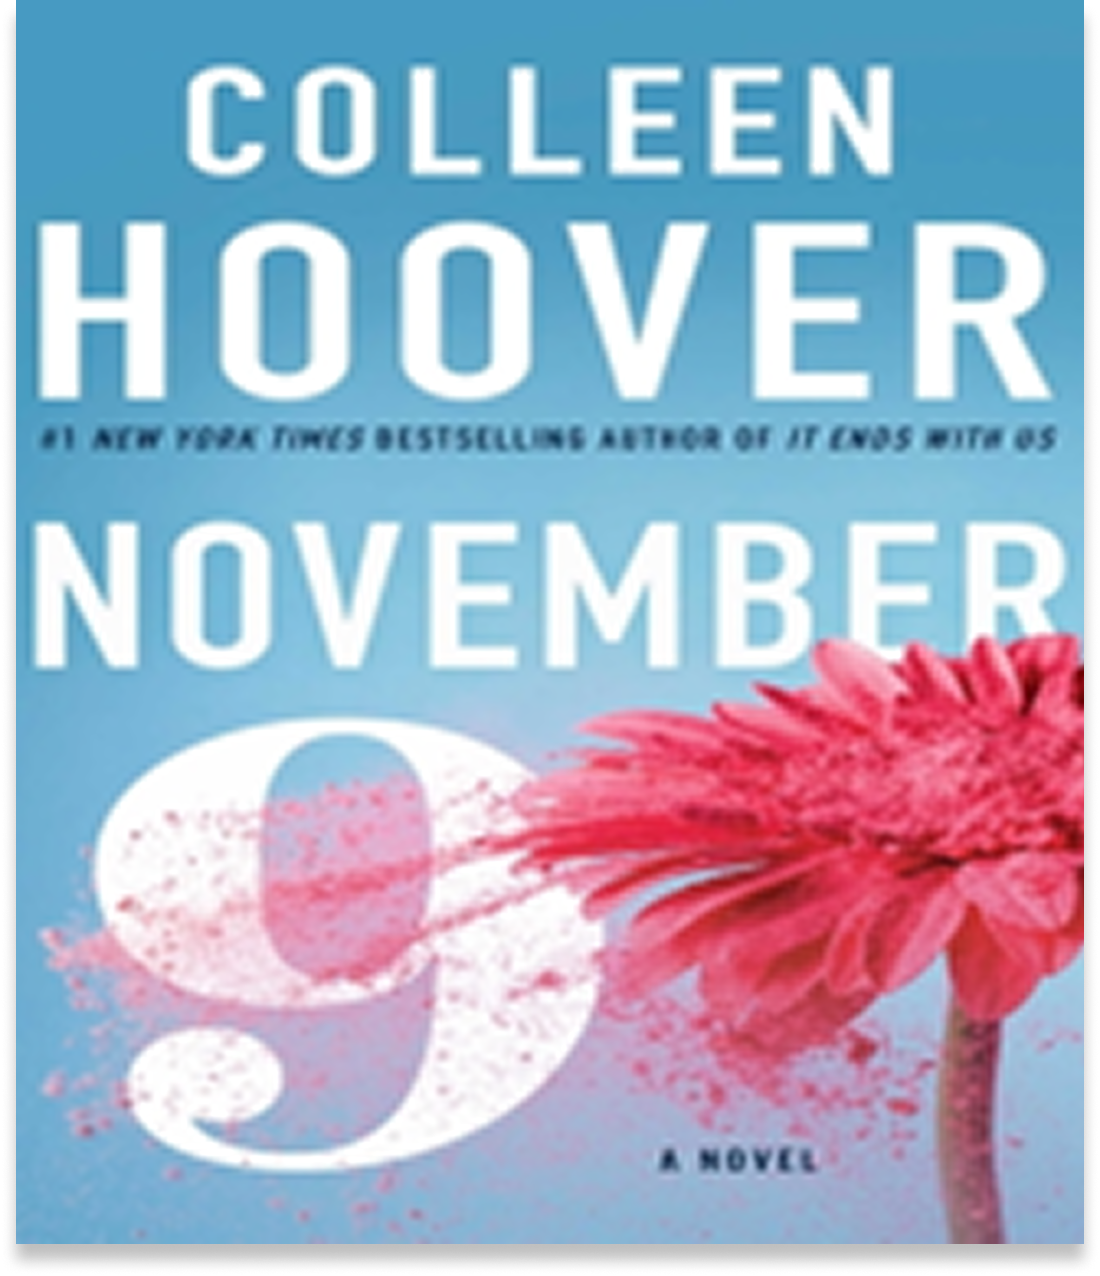 COLLEEN
HOOVER
#1 NEW YORK TIMES BESTSELLING AUTHOR OF IT ENDS WITH US
NOVEMBER
9
A NOVEL